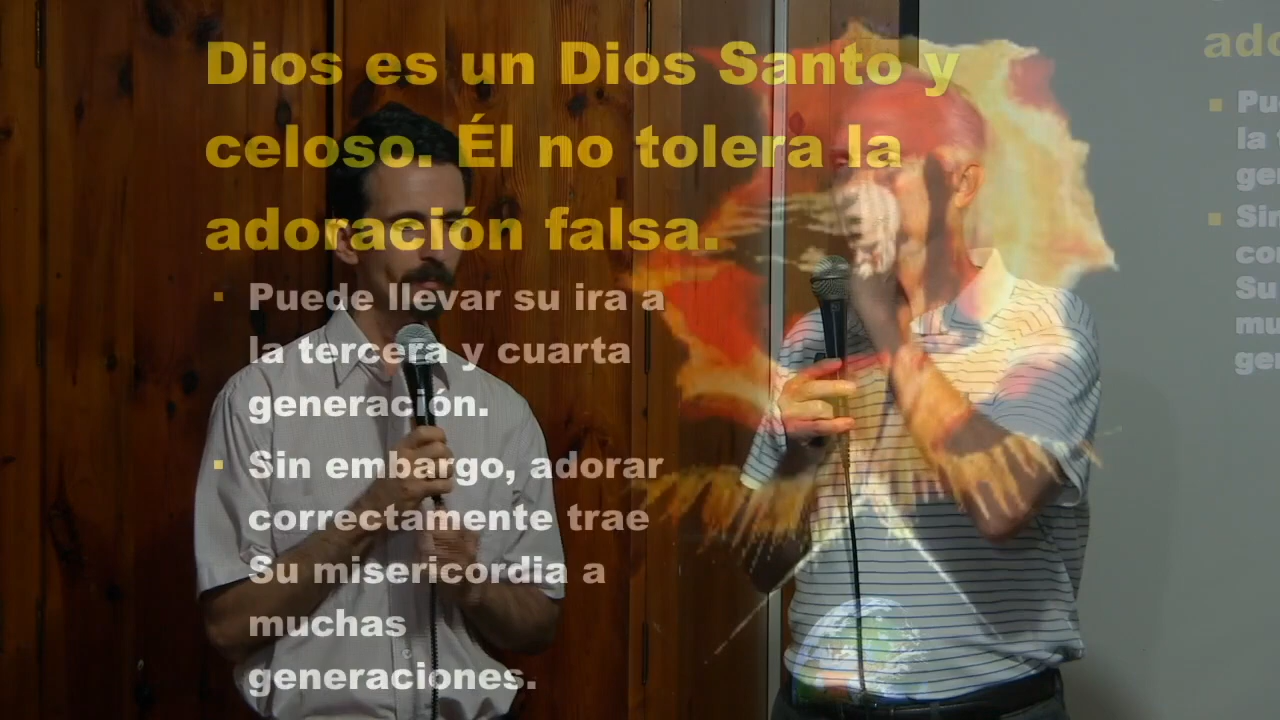 Dios es un Dios Santo y
celoso. Él no tolera la
adoración falsa.
▪ Puede llevar su ira a
la tercera y cuarta
generación.
▪ Sin embargo, adorar
correctamente trae
Su misericordia a
muchas
generaciones.